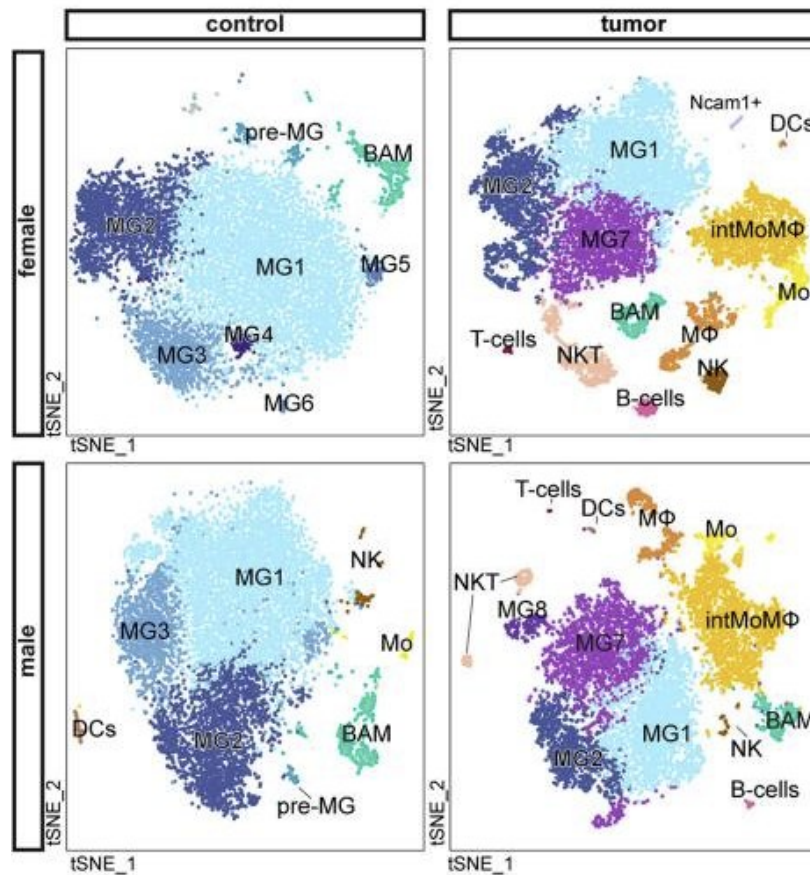 control
tumor
female
pre-MG
BAM
MG2
MG1
MG5
MG4
MG3
MG6
tSNE_2
tSNE_1
Ncam1+
DCs
MG1
MG2
MG7
intMoMΦ
Mo
BAM
MΦ
T-cells
NKT
NK
B-cells
tSNE_2
tSNE_1
male
NK
MG1
MG3
Mo
DCs
MG2
BAM
pre-MG
tSNE_2
tSNE_1
T-cells
DCs
MΦ
Mo
NKT
MG8
MG7
intMoMΦ
MG1
BAM
MG2
NK
B-cells
tSNE_2
tSNE_1